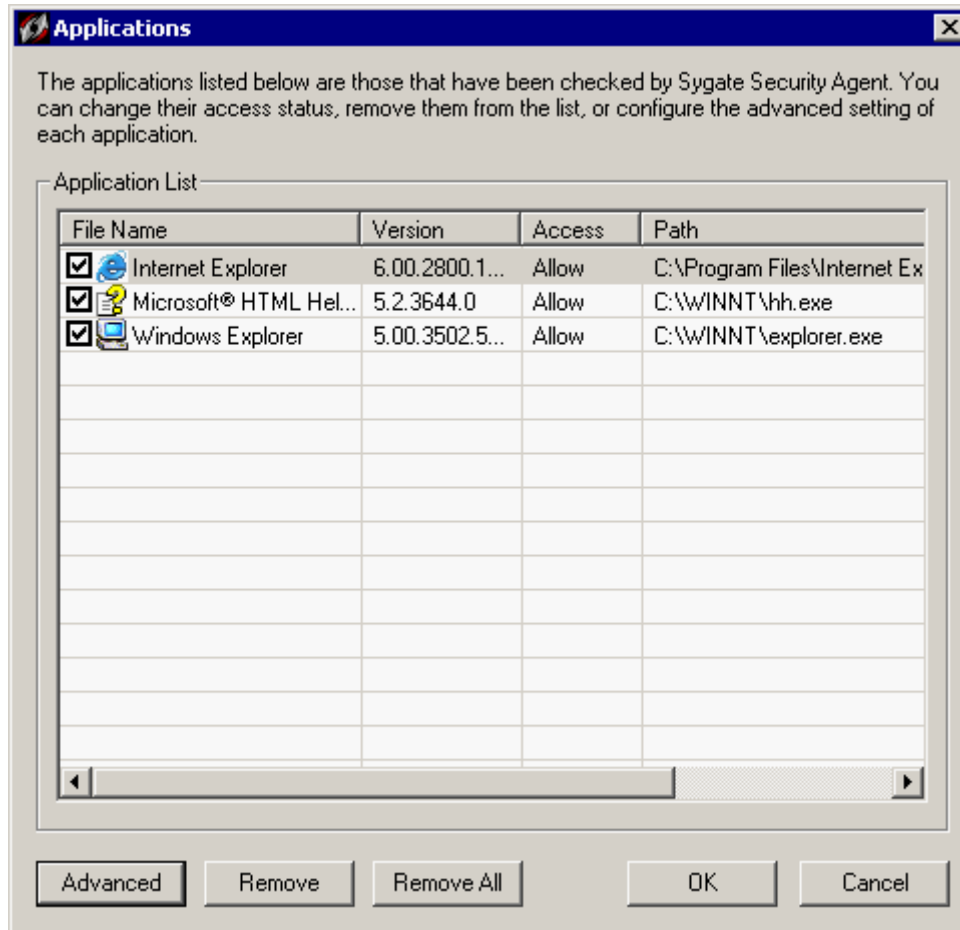 Applications
The applications listed below are those that have been checked by Sygate Security Agent. You
can change their access status, remove them from the list, or configure the advanced setting of
each application.
Application List
File Name Version Access Path
Internet Explorer 6.00.2800.1... Allow C:\Program Files\Internet Ex
Microsoft® HTML Hel... 5.2.3644.0 Allow C:\WINNT\hh.exe
Windows Explorer 5.00.3502.5... Allow C:\WINNT\explorer.exe
Advanced Remove Remove All OK Cancel